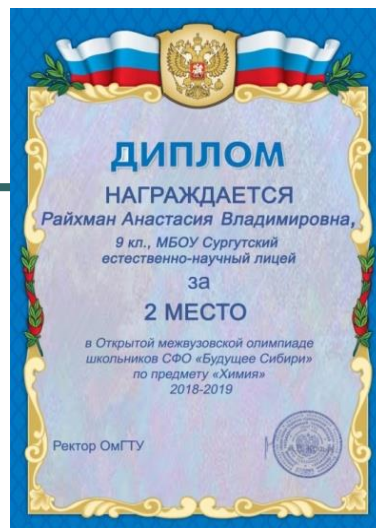 ДИПЛОМ
НАГРАЖДАЕТСЯ
Райхман Анастасия Владимировна,
9 кл., МБОУ Сургутский
естественно-научный лицей
за
2 МЕСТО
в Открытой межвузовской олимпиаде
школьников СФО «Будущее Сибири»
по предмету «Химия»
2018-2019
Ректор ОмГТУ